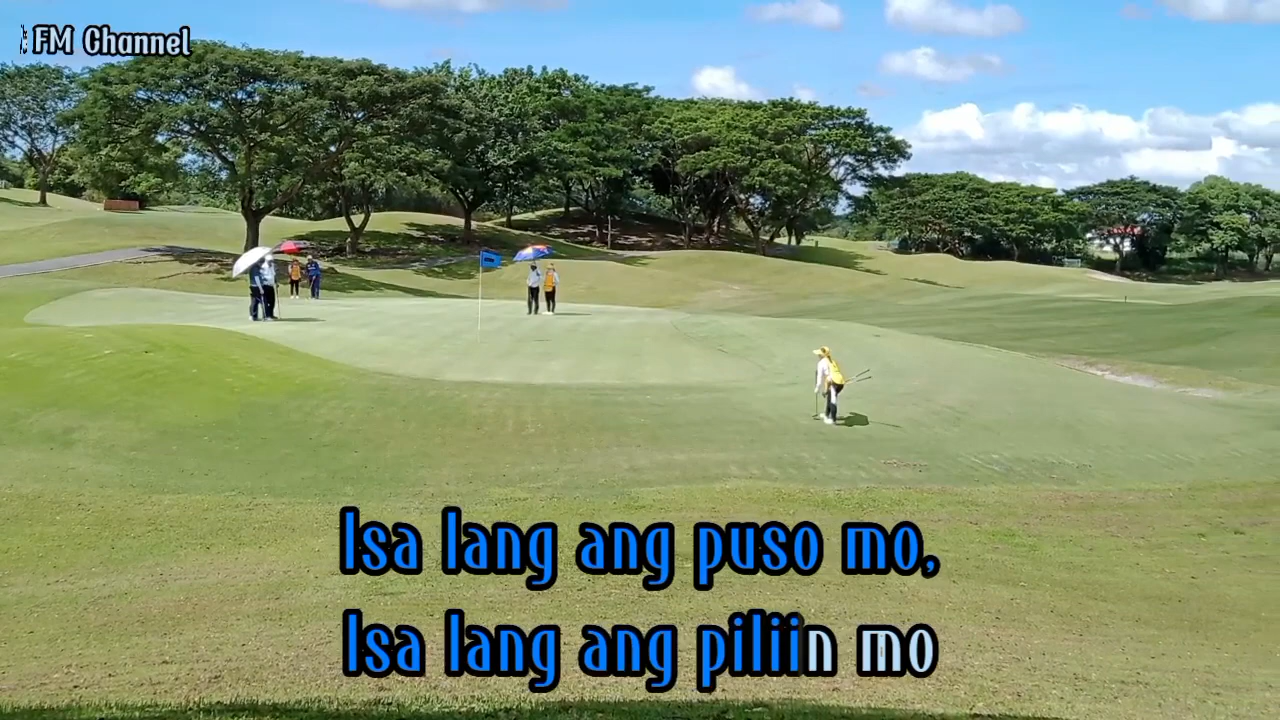 FM Channel
Isa lang ang puso mo,
Isa lang ang piliin mo